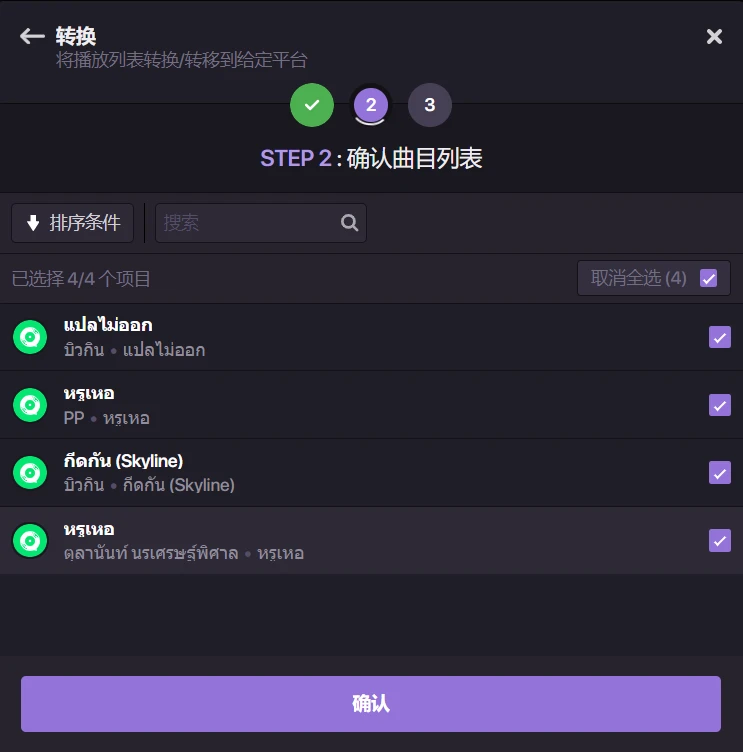 转换
将播放列表转换/转移到给定平台
2
3
STEP 2 : 确认曲目列表
排序条件
搜索
已选择 4/4 个项目
取消全选 (4)
แปลไม่ออก
บิวกิ้น • แปลไม่ออก
หรูเหอ
PP • หรูเหอ
กีดกัน (Skyline)
บิวกิ้น • กีดกัน (Skyline)
หรูเหอ
ตุลานันท์ นรเศรษฐ์พิศาล • หรูเหอ
确认